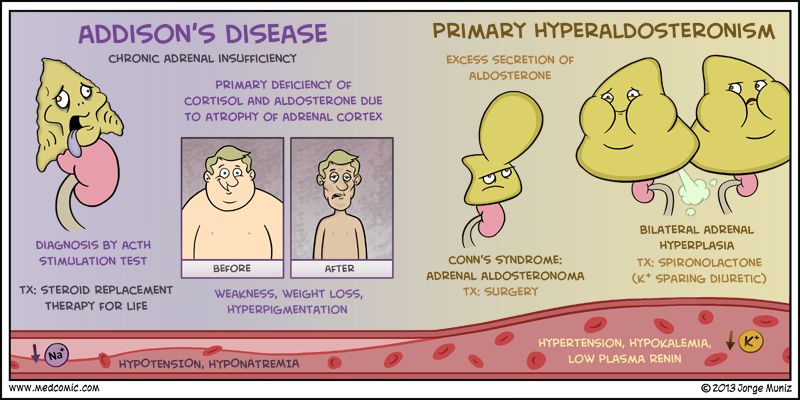 ADDISON'S DISEASE
CHRONIC ADRENAL INSUFFICIENCY
PRIMARY DEFICIENCY OF
CORTISOL AND ALDOSTERONE DUE
TO ATROPHY OF ADRENAL CORTEX
BEFORE
AFTER
DIAGNOSIS BY ACTH
STIMULATION TEST
TX: STEROID REPLACEMENT
THERAPY FOR LIFE
WEAKNESS, WEIGHT LOSS,
HYPERPIGMENTATION
Na+
HYPOTENSION, HYPONATREMIA
PRIMARY HYPERALDOSTERONISM
EXCESS SECRETION OF
ALDOSTERONE
CONN'S SYNDROME:
ADRENAL ALDOSTERONOMA
TX: SURGERY
BILATERAL ADRENAL
HYPERPLASIA
TX: SPIRONOLACTONE
(K+ SPARING DIURETIC)
HYPERTENSION, HYPOKALEMIA,
LOW PLASMA RENIN
K+
www.medcomic.com
© 2013 Jorge Muniz